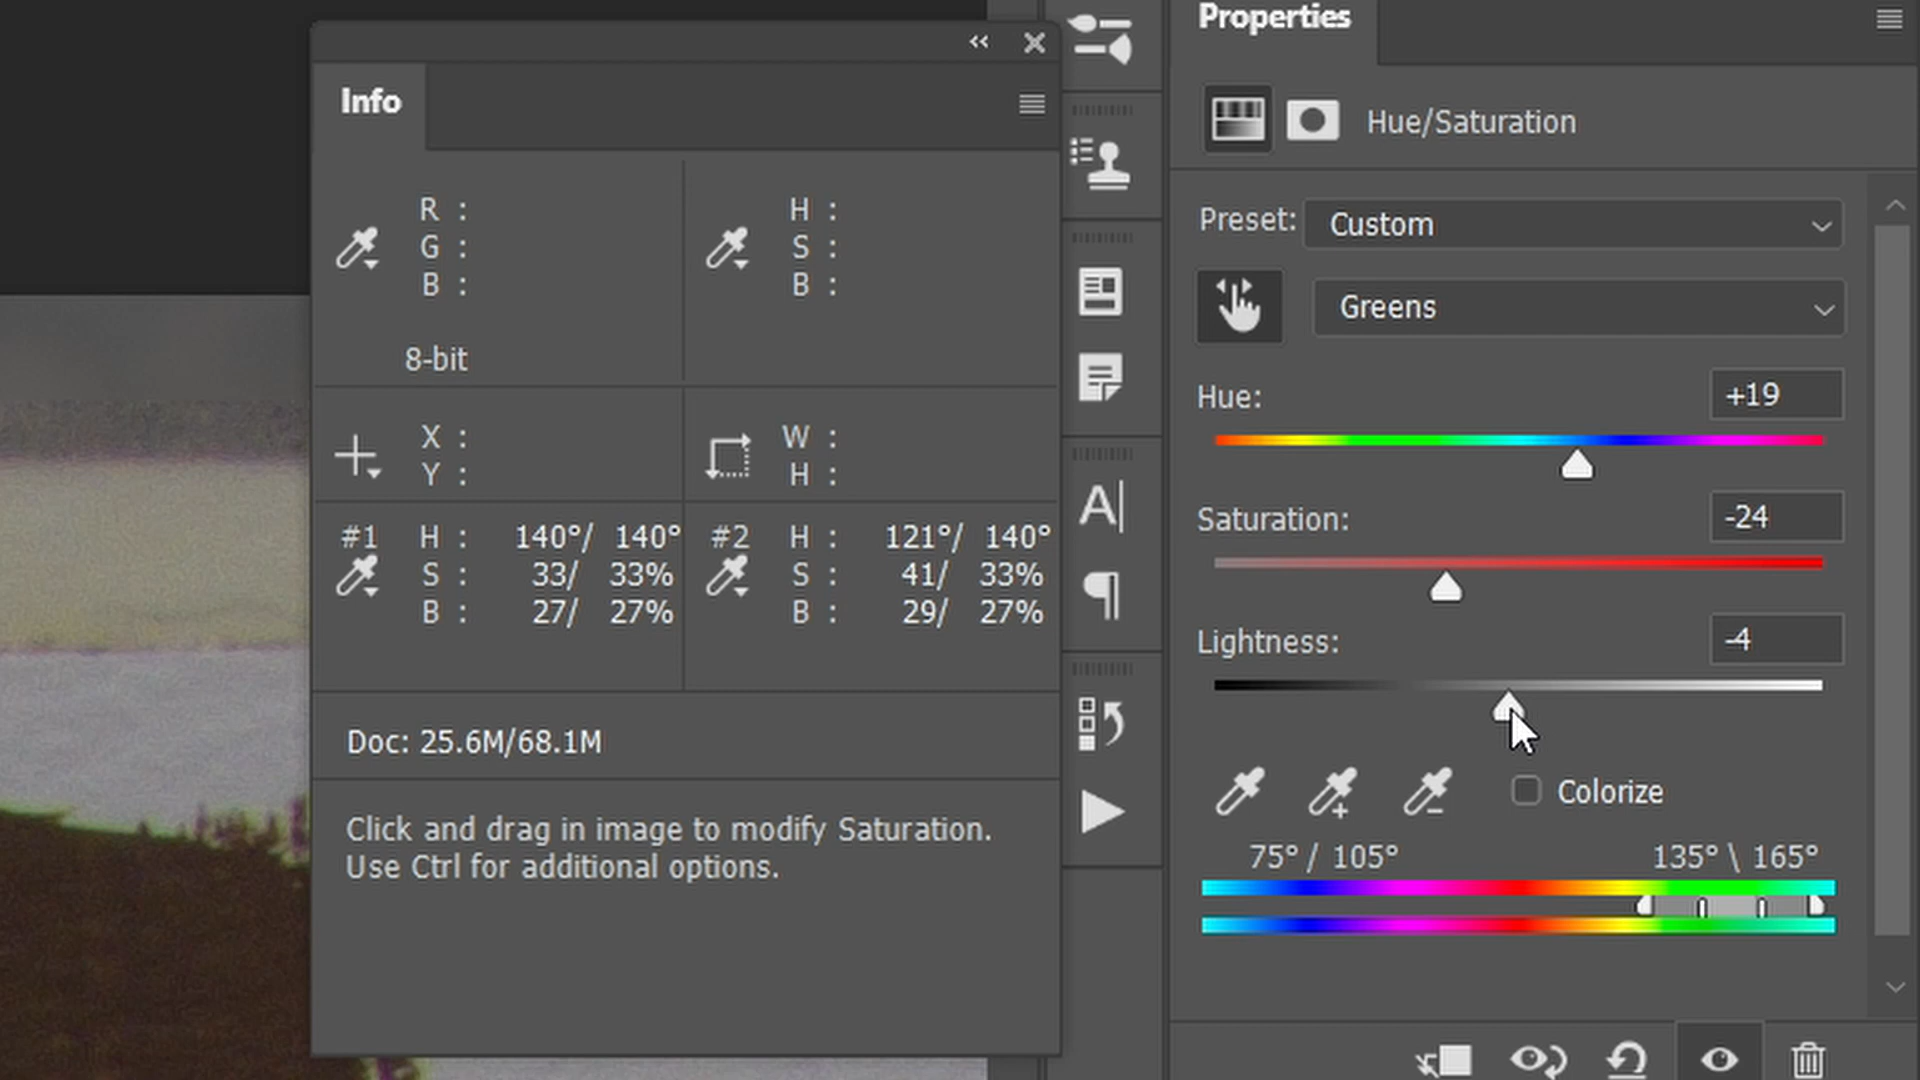 Info
R :
G :
B :
8-bit
H :
S :
B :
X :
Y :
W :
H :
#1 H : 140°/ 140°
S : 33/ 33%
B : 27/ 27%
#2 H : 121°/ 140°
S : 41/ 33%
B : 29/ 27%
Doc: 25.6M/68.1M
Click and drag in image to modify Saturation.
Use Ctrl for additional options.
Properties
Hue/Saturation
Preset: Custom
Greens
Hue: +19
Saturation: -24
Lightness: -4
Colorize
75° / 105° 135° \ 165°